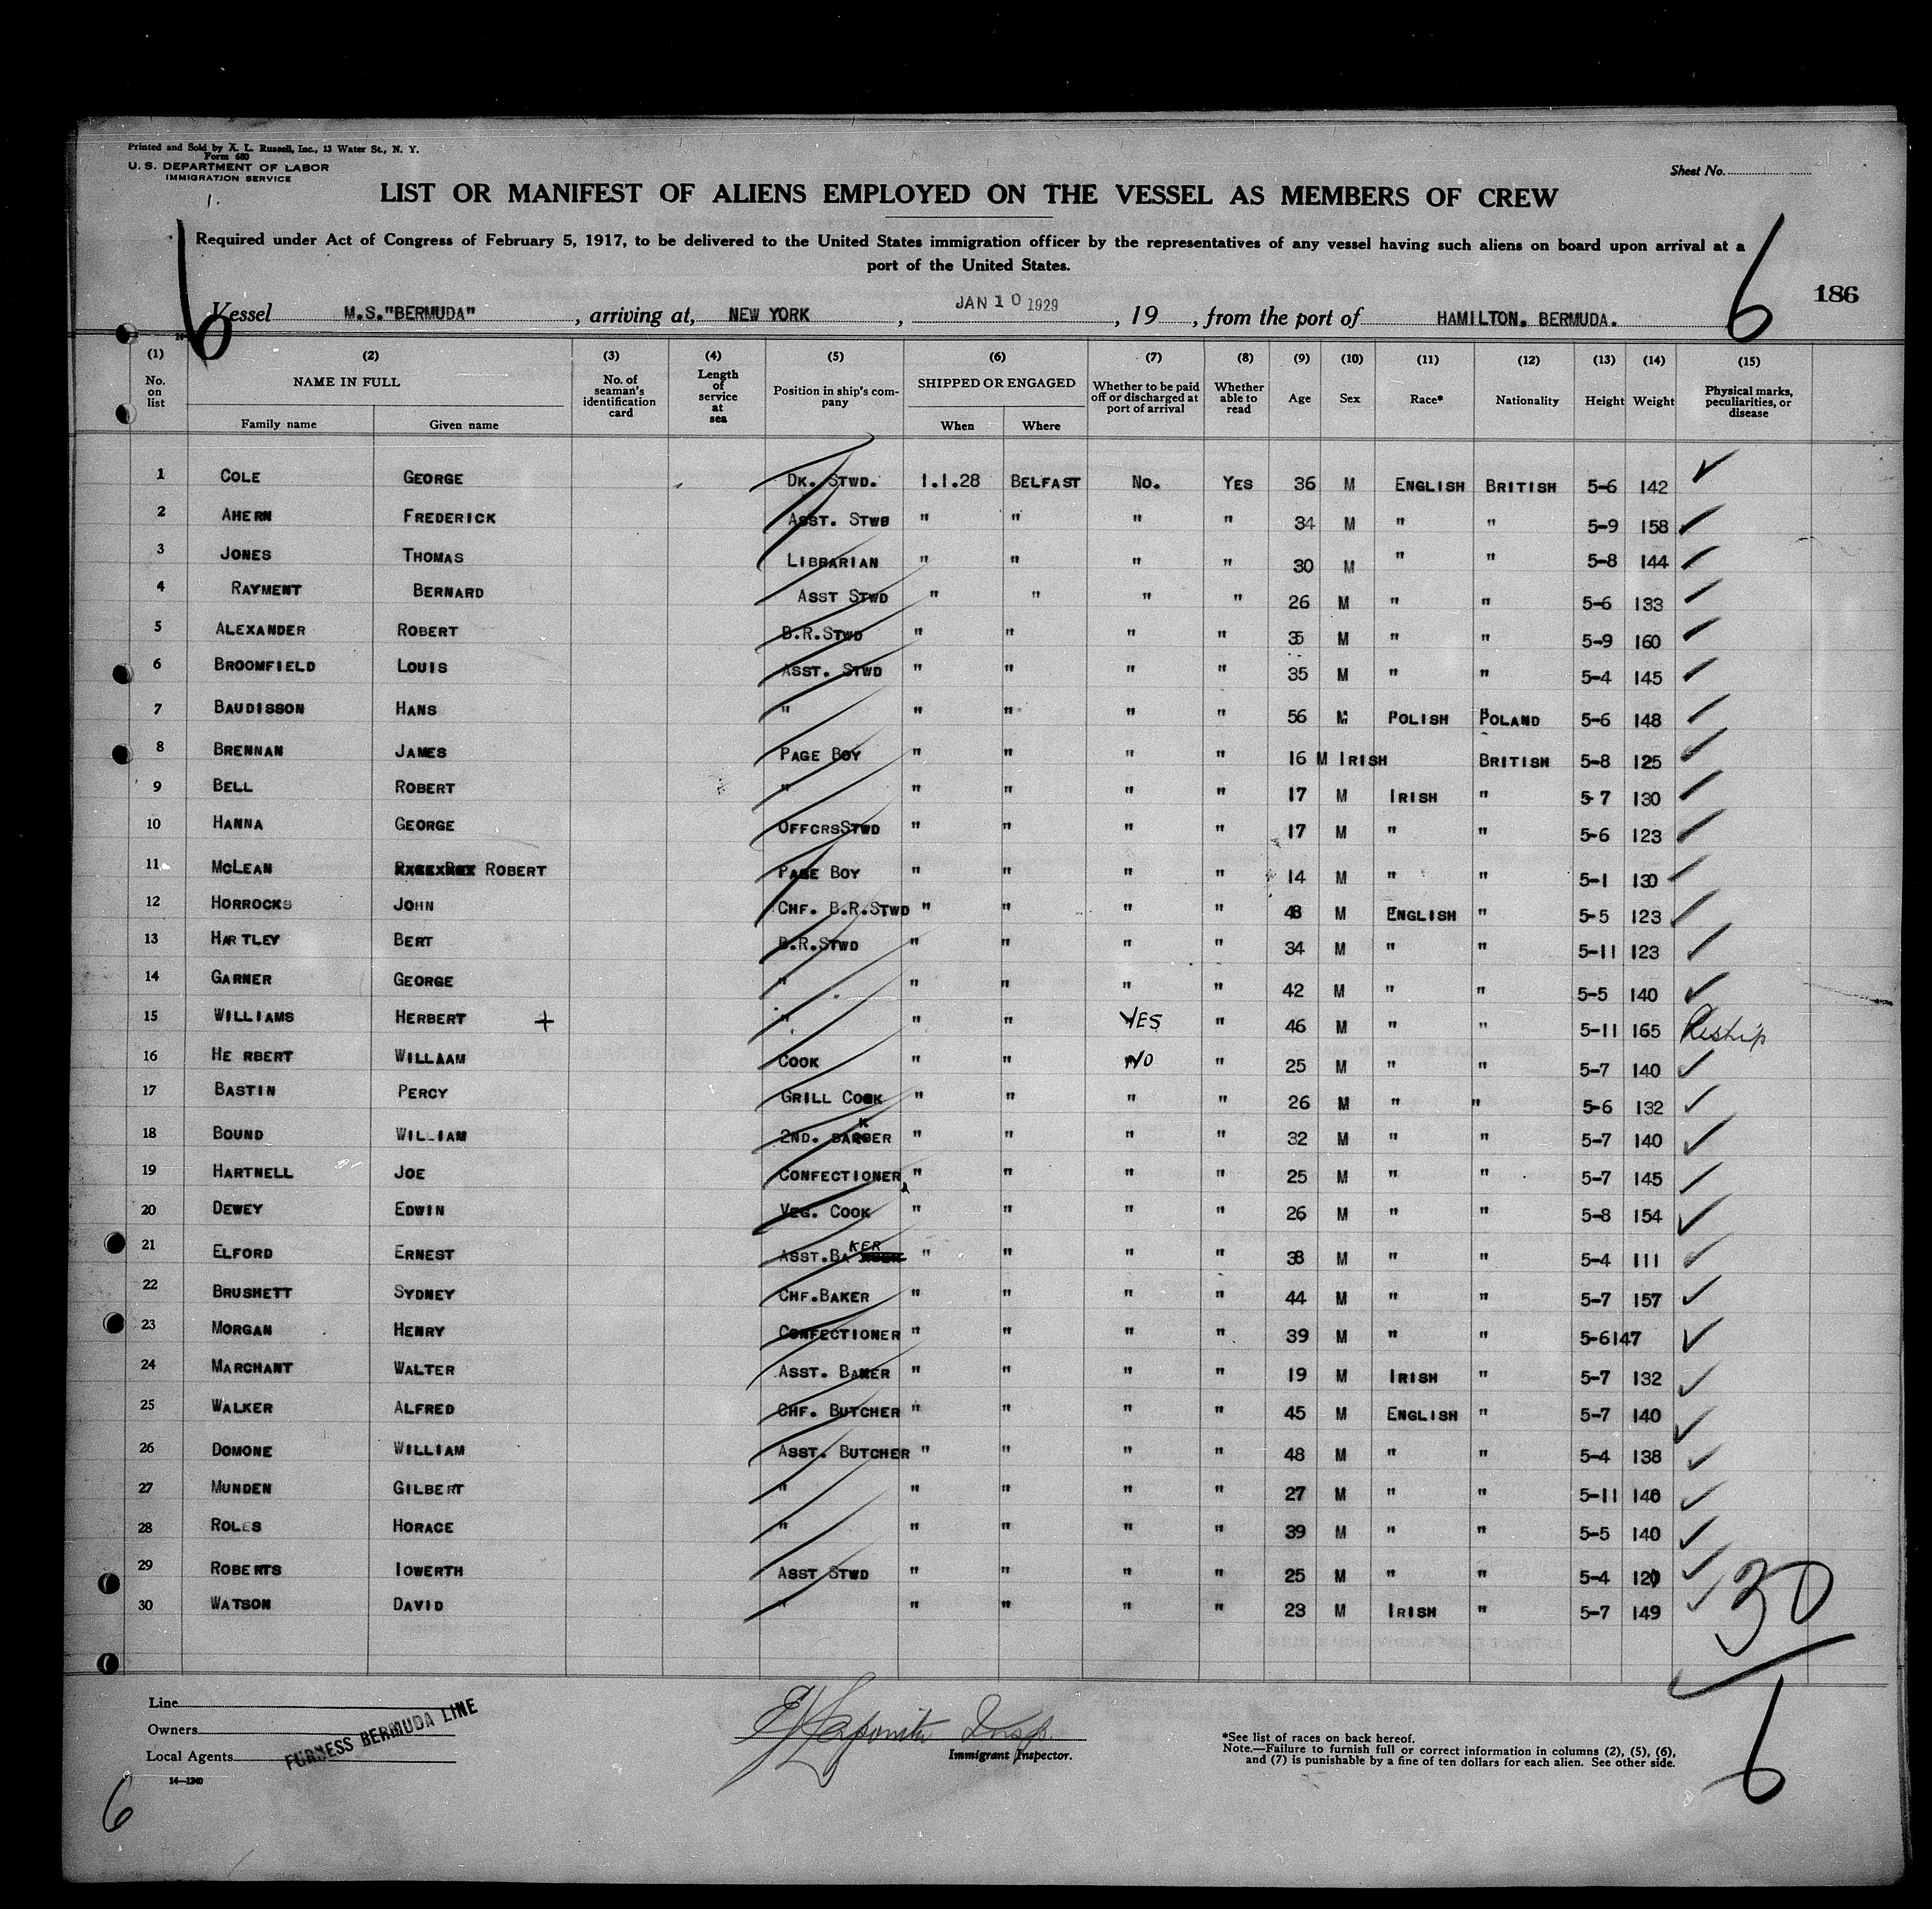 Printed and Sold by A. L. Russell, Inc., 13 Water St., N. Y.
Form 680
U. S. DEPARTMENT OF LABOR
IMMIGRATION SERVICE
Sheet No.
1.
LIST OR MANIFEST OF ALIENS EMPLOYED ON THE VESSEL AS MEMBERS OF CREW
Required under Act of Congress of February 5, 1917, to be delivered to the United States immigration officer by the representatives of any vessel having such aliens on board upon arrival at a
port of the United States.
6 6
186
Vessel M.S."BERMUDA" , arriving at, NEW YORK , JAN 10 1929 , 19 , from the port of HAMILTON. BERMUDA.
(1) (2) (3) (4) (5) (6) (7) (8) (9) (10) (11) (12) (13) (14) (15)
No. on list NAME IN FULL Family name Given name No. of seaman's identification card Length of service at sea Position in ship's company SHIPPED OR ENGAGED When Where Whether to be paid off or discharged at port of arrival Whether able to read Age Sex Race* Nationality Height Weight Physical marks, peculiarities, or disease
1 COLE GEORGE DK. STWD. 1.1.28 BELFAST No. YES 36 M ENGLISH BRITISH 5-6 142
2 AHERN FREDERICK ASST. STWD " " " " 34 M " " 5-9 158
3 JONES THOMAS LIBRARIAN " " " " 30 M " " 5-8 144
4 RAYMENT BERNARD ASST STWD " " " " 26 M " " 5-6 133
5 ALEXANDER ROBERT B.R.STWD " " " " 35 M " " 5-9 160
6 BROOMFIELD LOUIS ASST. STWD " " " " 35 M " " 5-4 145
7 BAUDISSON HANS " " " " " 56 M POLISH POLAND 5-6 148
8 BRENNAN JAMES PAGE BOY " " " " 16 M IRISH BRITISH 5-8 125
9 BELL ROBERT " " " " " 17 M IRISH " 5-7 130
10 HANNA GEORGE OFFCRSSTWD " " " " 17 M " " 5-6 123
11 MCLEAN ROBERT PAGE BOY " " " " 14 M " " 5-1 130
12 HORROCKS JOHN CHF. B.R.STWD " " " " 48 M ENGLISH " 5-5 123
13 HARTLEY BERT B.R.STWD " " " " 34 M " " 5-11 123
14 GARNER GEORGE " " " " " 42 M " " 5-5 140
15 WILLIAMS HERBERT + " " " YES " 46 M " " 5-11 165 Reship
16 HE RBERT WILLAAM COOK " " NO " 25 M " " 5-7 140
17 BASTIN PERCY GRILL COOK " " " " 26 M " " 5-6 132
18 BOUND WILLIAM 2ND. BAKER " " " " 32 M " " 5-7 140
19 HARTNELL JOE CONFECTIONER " " " " 25 M " " 5-7 145
20 DEWEY EDWIN VEG. COOK " " " " 26 M " " 5-8 154
21 ELFORD ERNEST ASST.BAKER " " " " 38 M " " 5-4 111
22 BRUSHETT SYDNEY CHF.BAKER " " " " 44 M " " 5-7 157
23 MORGAN HENRY CONFECTIONER " " " " 39 M " " 5-6147
24 MARCHANT WALTER ASST. BAKER " " " " 19 M IRISH " 5-7 132
25 WALKER ALFRED CHF. BUTCHER " " " " 45 M ENGLISH " 5-7 140
26 DOMONE WILLIAM ASST. BUTCHER " " " " 48 M " " 5-4 138
27 MUNDEN GILBERT " " " " " 27 M " " 5-11 140
28 ROLES HORACE " " " " " 39 M " " 5-5 140
29 ROBERTS IOWERTH ASST STWD " " " " 25 M " " 5-4 120
30 WATSON DAVID " " " " " 23 M IRISH " 5-7 149
30
6
Line
Owners
Local Agents
FURNESS BERMUDA LINE
14—1240
6
Insp.
Immigrant Inspector.
*See list of races on back hereof.
Note.—Failure to furnish full or correct information in columns (2), (5), (6),
and (7) is punishable by a fine of ten dollars for each alien. See other side.